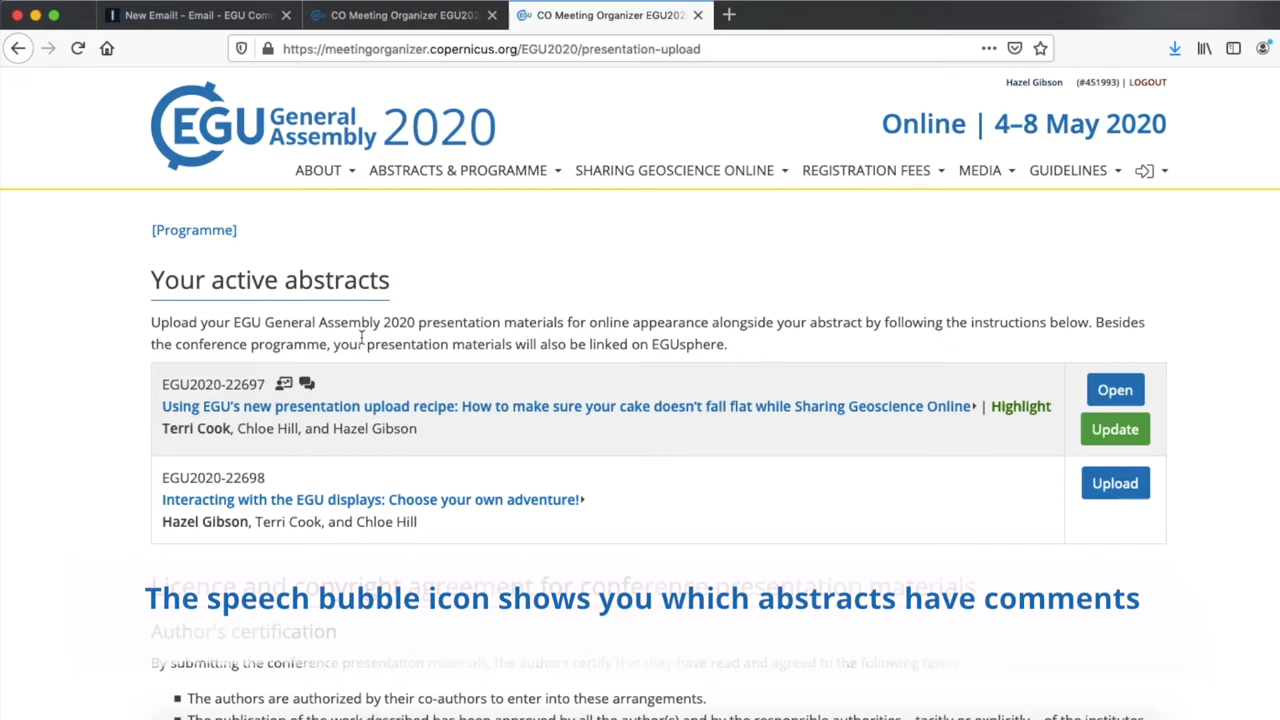 New Email! - Email - EGU Com
CO Meeting Organizer EGU202
CO Meeting Organizer EGU202
https://meetingorganizer.copernicus.org/EGU2020/presentation-upload
Hazel Gibson (#451993) | LOGOUT
EGU General Assembly 2020
Online | 4–8 May 2020
ABOUT ABSTRACTS & PROGRAMME SHARING GEOSCIENCE ONLINE REGISTRATION FEES MEDIA GUIDELINES
[Programme]
Your active abstracts
Upload your EGU General Assembly 2020 presentation materials for online appearance alongside your abstract by following the instructions below. Besides
the conference programme, your presentation materials will also be linked on EGUsphere.
EGU2020-22697
Open
Using EGU's new presentation upload recipe: How to make sure your cake doesn't fall flat while Sharing Geoscience Online | Highlight
Terri Cook, Chloe Hill, and Hazel Gibson
Update
EGU2020-22698
Upload
Interacting with the EGU displays: Choose your own adventure!
Hazel Gibson, Terri Cook, and Chloe Hill
Licence and copyright agreement for conference presentation materials
The speech bubble icon shows you which abstracts have comments
Author's certification
By submitting the conference presentation materials, the authors certify that they have read and agreed to the following terms
The authors are authorized by their co-authors to enter into these arrangements.
The publication of the work described has been approved by all the author(s) and by the responsible authorities – tacitly or explicitly – of the institutes